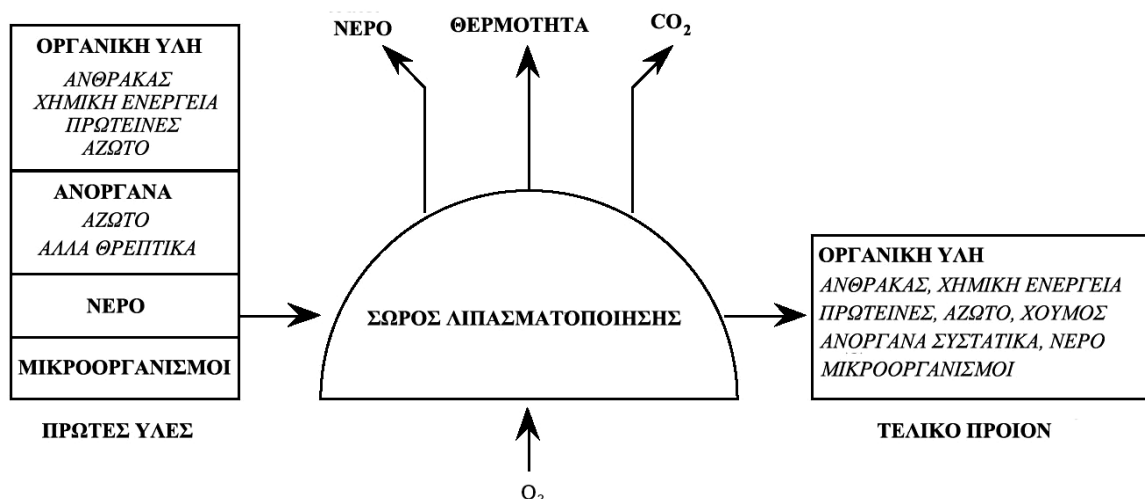 ΟΡΓΑΝΙΚΗ ΥΛΗ
ΑΝΘΡΑΚΑΣ
ΧΗΜΙΚΗ ΕΝΕΡΓΕΙΑ
ΠΡΩΤΕΙΝΕΣ
ΑΖΩΤΟ
ΑΝΟΡΓΑΝΑ
ΑΖΩΤΟ
ΑΛΛΑ ΘΡΕΠΤΙΚΑ
ΝΕΡΟ
ΜΙΚΡΟΟΡΓΑΝΙΣΜΟΙ
ΠΡΩΤΕΣ ΥΛΕΣ
ΝΕΡΟ
ΘΕΡΜΟΤΗΤΑ
CO₂
ΣΩΡΟΣ ΛΙΠΑΣΜΑΤΟΠΟΙΗΣΗΣ
O₂
ΟΡΓΑΝΙΚΗ ΥΛΗ
ΑΝΘΡΑΚΑΣ, ΧΗΜΙΚΗ ΕΝΕΡΓΕΙΑ
ΠΡΩΤΕΙΝΕΣ, ΑΖΩΤΟ, ΧΟΥΜΟΣ
ΑΝΟΡΓΑΝΑ ΣΥΣΤΑΤΙΚΑ, ΝΕΡΟ
ΜΙΚΡΟΟΡΓΑΝΙΣΜΟΙ
ΤΕΛΙΚΟ ΠΡΟΙΟΝ